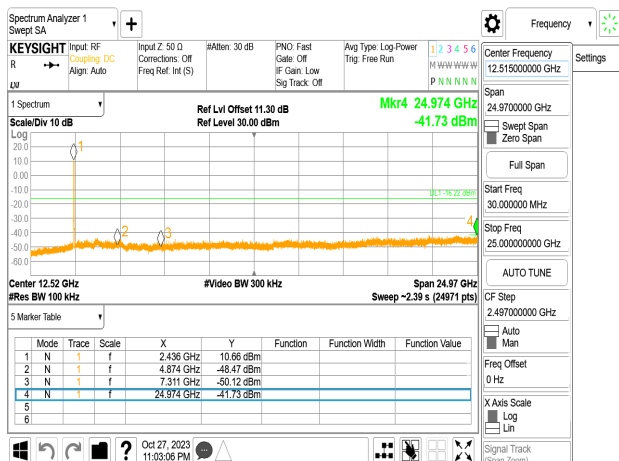 Spectrum Analyzer 1
Swept SA
Frequency
KEYSIGHT
R
Input: RF
Coupling: DC
Align: Auto
Input Z: 50 Ω
Corrections: Off
Freq Ref: Int (S)
#Atten: 30 dB
PNO: Fast
Gate: Off
IF Gain: Low
Sig Track: Off
Avg Type: Log-Power
Trig: Free Run
1 2 3 4 5 6
M W W W W W
P N N N N N
Center Frequency
12.515000000 GHz
Settings
1 Spectrum
Scale/Div 10 dB
Ref Lvl Offset 11.30 dB
Ref Level 30.00 dBm
Mkr4 24.974 GHz
-41.73 dBm
Span
24.9700000 GHz
Swept Span
Zero Span
Full Span
Start Freq
30.000000 MHz
Stop Freq
25.000000000 GHz
AUTO TUNE
CF Step
2.497000000 GHz
Auto
Man
Freq Offset
0 Hz
X Axis Scale
Log
Lin
Signal Track
(Span Zoom)
Log
20.0
10.0
0.00
-10.0
-20.0
-30.0
-40.0
-50.0
-60.0
1
2
3
4
DL1 -16.22 dBm
Center 12.52 GHz
#Res BW 100 kHz
#Video BW 300 kHz
Span 24.97 GHz
Sweep ~2.39 s (24971 pts)
5 Marker Table
Mode Trace Scale X Y Function Function Width Function Value
1 N 1 f 2.436 GHz 10.66 dBm
2 N 1 f 4.874 GHz -48.47 dBm
3 N 1 f 7.311 GHz -50.12 dBm
4 N 1 f 24.974 GHz -41.73 dBm
5
6
?
Oct 27, 2023
11:03:06 PM